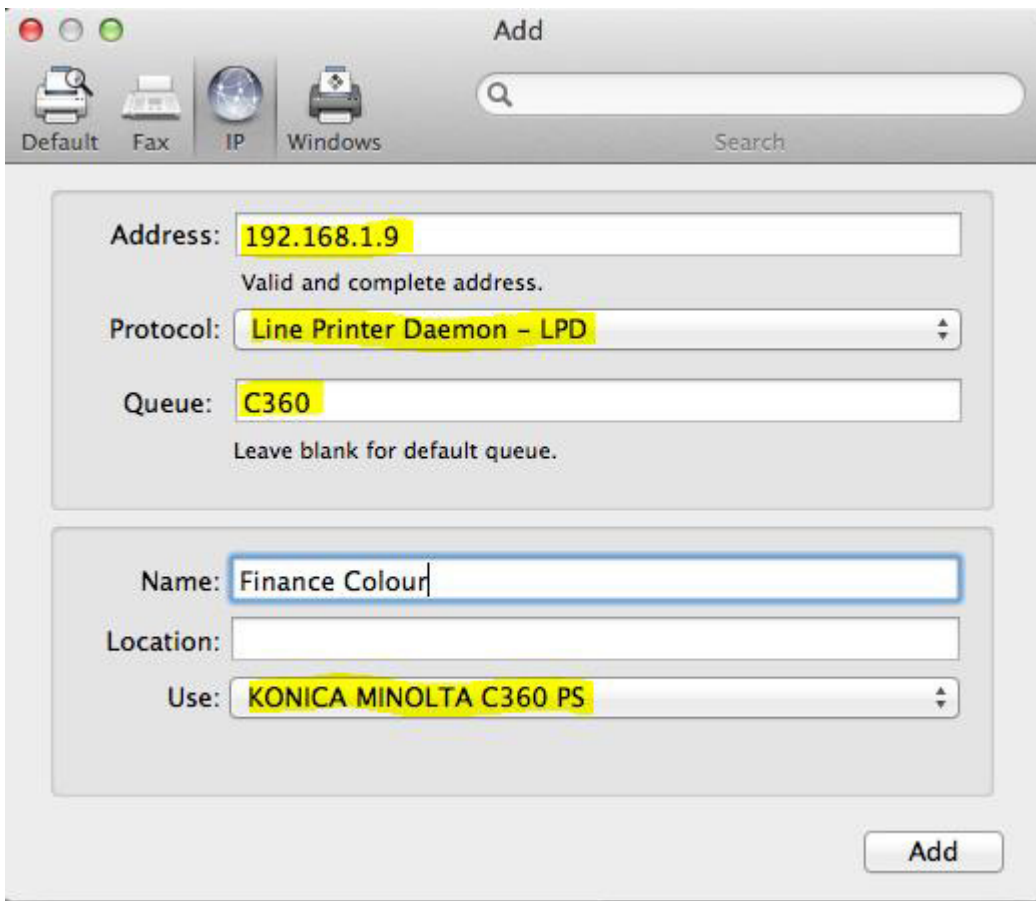 Add
Default Fax IP Windows
Search
Address: 192.168.1.9
Valid and complete address.
Protocol: Line Printer Daemon – LPD
Queue: C360
Leave blank for default queue.
Name: Finance Colour
Location:
Use: KONICA MINOLTA C360 PS
Add